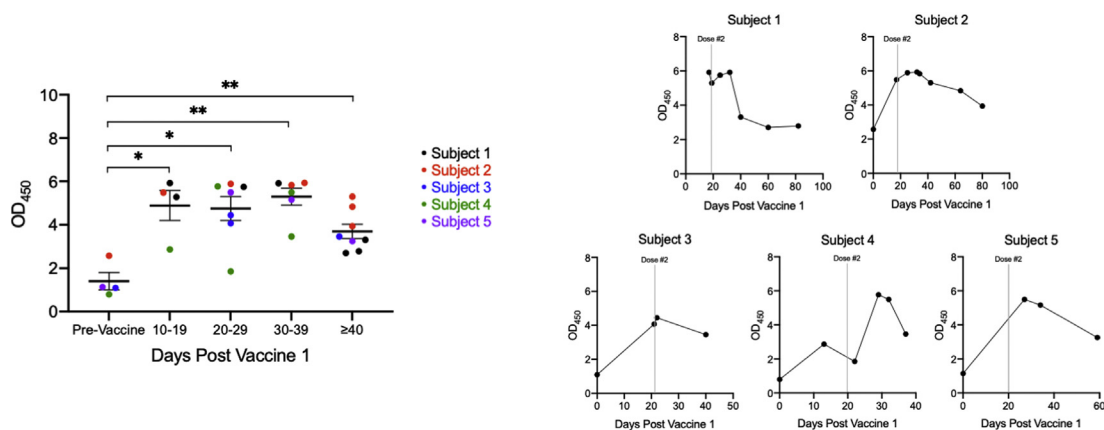 **
**
*
*
10
8
6
4
2
0
OD450
Pre-Vaccine 10-19 20-29 30-39 ≥40
Days Post Vaccine 1
Subject 1
Subject 2
Subject 3
Subject 4
Subject 5
Subject 1
Dose #2
8
6
4
2
0
OD450
0 20 40 60 80 100
Days Post Vaccine 1
Subject 2
Dose #2
8
6
4
2
0
OD450
0 20 40 60 80 100
Days Post Vaccine 1
Subject 3
Dose #2
8
6
4
2
0
OD450
0 10 20 30 40 50
Days Post Vaccine 1
Subject 4
Dose #2
8
6
4
2
0
OD450
0 10 20 30 40
Days Post Vaccine 1
Subject 5
Dose #2
8
6
4
2
0
OD450
0 20 40 60
Days Post Vaccine 1